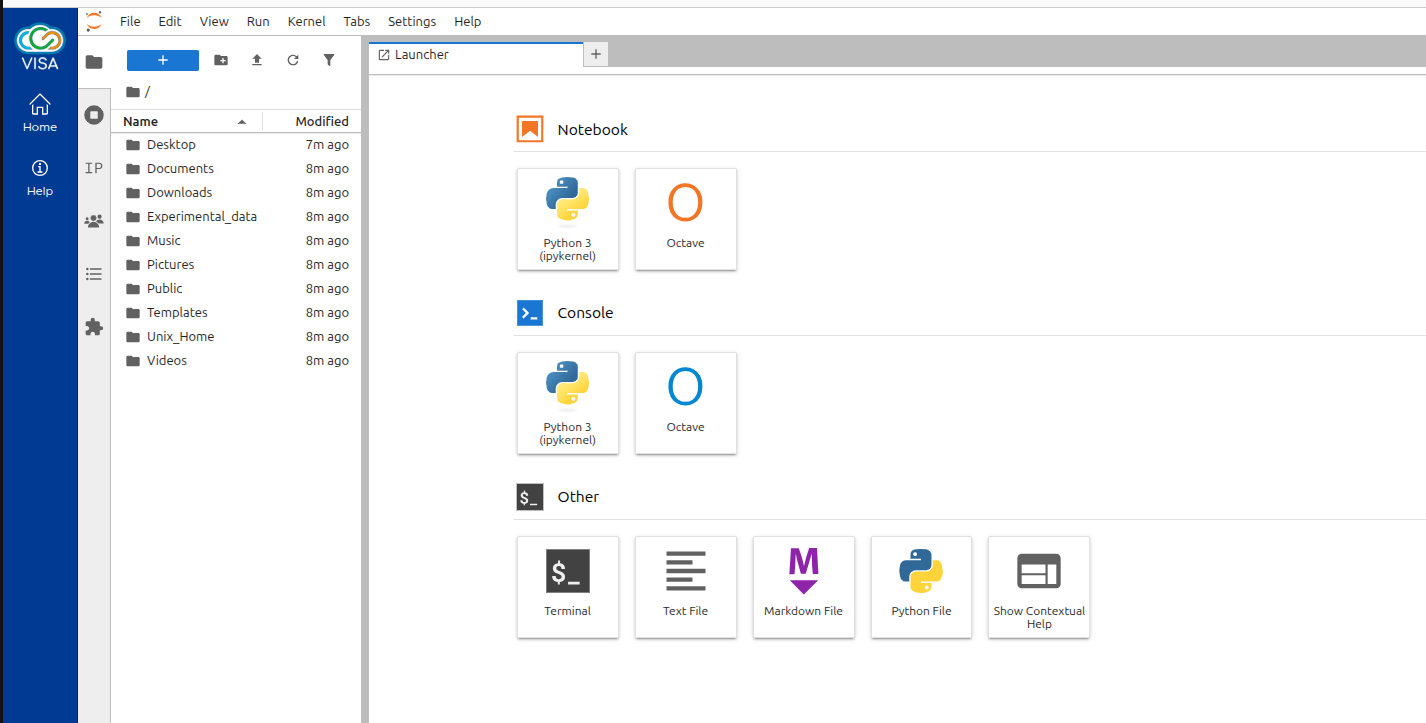 File Edit View Run Kernel Tabs Settings Help
VISA
Home
Help
IP
+
/
Name Modified
Desktop 7m ago
Documents 8m ago
Downloads 8m ago
Experimental_data 8m ago
Music 8m ago
Pictures 8m ago
Public 8m ago
Templates 8m ago
Unix_Home 8m ago
Videos 8m ago
Launcher +
Notebook
Python 3
(ipykernel)
O
Octave
Console
>_
Python 3
(ipykernel)
O
Octave
$_ Other
$_
Terminal
Text File
M
Markdown File
Python File
Show Contextual
Help